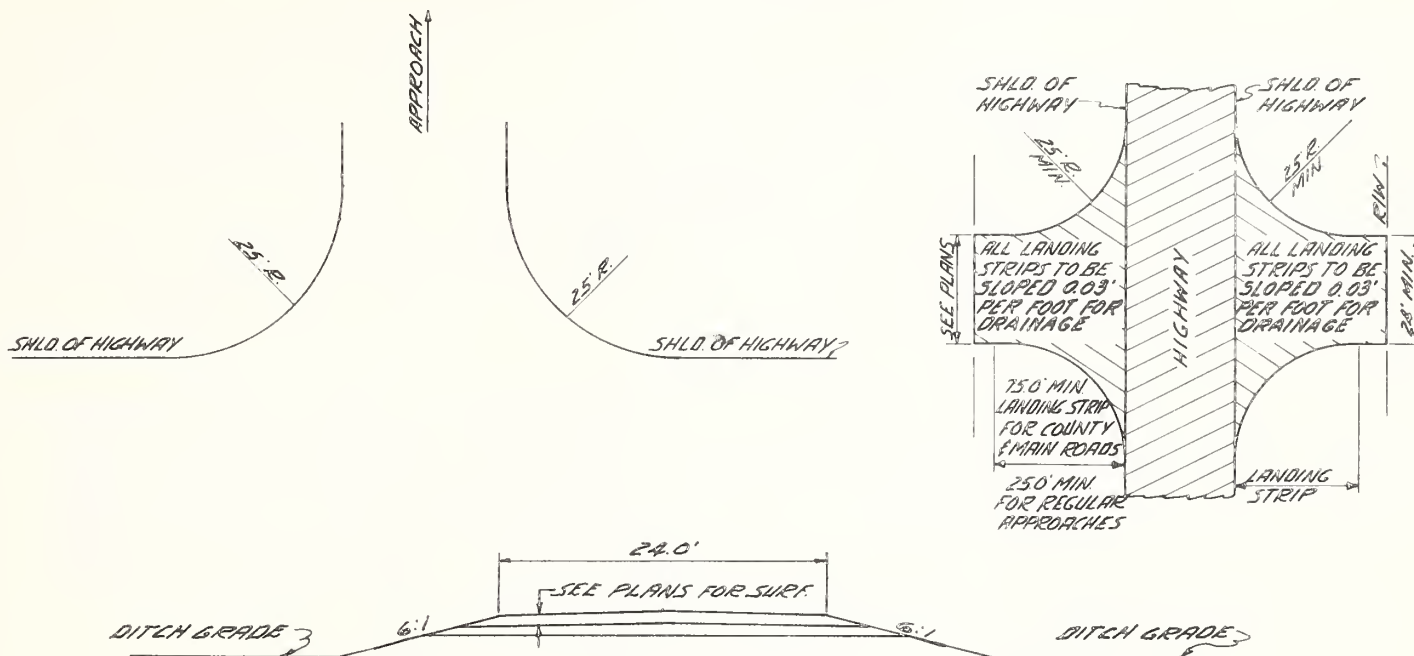 APPROACH
25' R.
25' R.
SHLD. OF HIGHWAY
SHLD. OF HIGHWAY
SHLD. OF
HIGHWAY
SHLD. OF
HIGHWAY
25' R.
MIN.
25' R.
MIN
R/W
SEE PLANS
ALL LANDING
STRIPS TO BE
SLOPED 0.03'
PER FOOT FOR
DRAINAGE
HIGHWAY
ALL LANDING
STRIPS TO BE
SLOPED 0.03'
PER FOOT FOR
DRAINAGE
28' MIN.
75.0' MIN.
LANDING STRIP
FOR COUNTY
& MAIN ROADS
25.0' MIN.
FOR REGULAR
APPROACHES
LANDING
STRIP
24.0'
SEE PLANS FOR SURF.
DITCH GRADE
6:1
6:1
DITCH GRADE